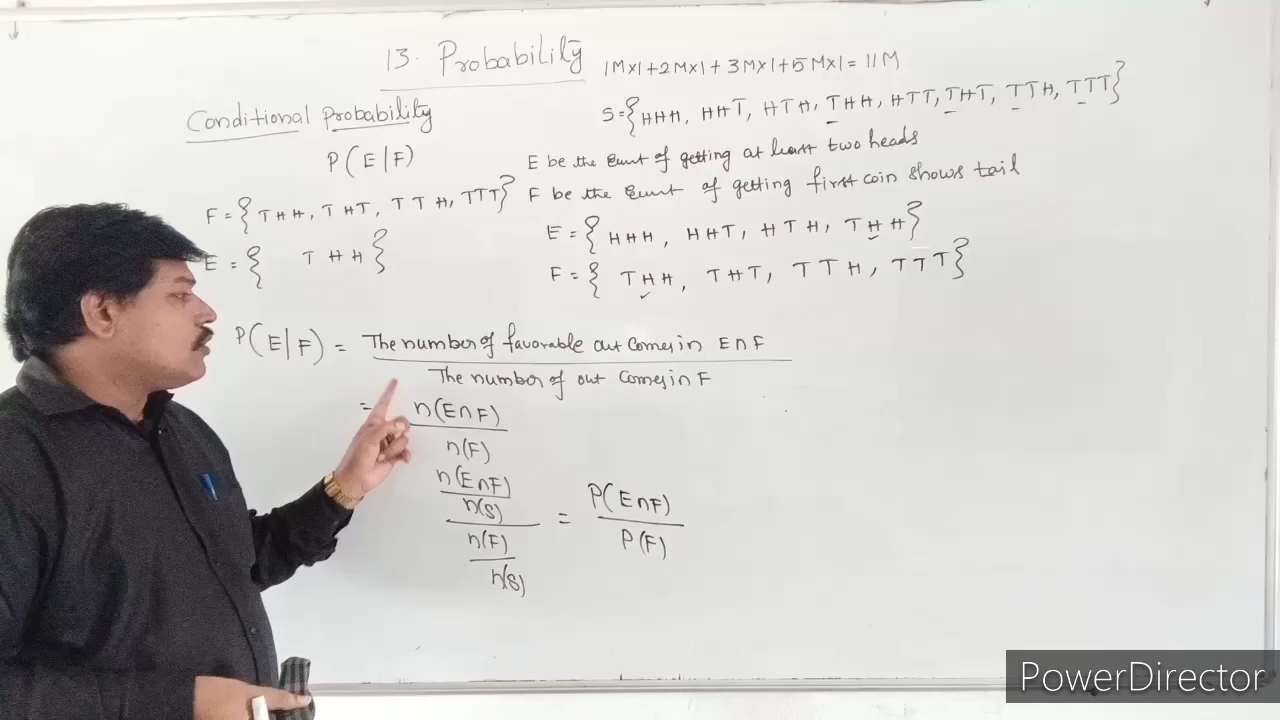 13. Probability
1M×1+2M×1+3M×1+5M×1=11M
Conditional Probability
S={HHH, HHT, HTH, THH, HTT, THT, TTH, TTT}
P(E|F)
E be the Event of getting at least two heads
F={THH, THT, TTH, TTT}
F be the Event of getting first coin shows tail
E={HHH, HHT, HTH, THH}
E={THH}
F={THH, THT, TTH, TTT}
P(E|F) = The number of favorable out comes in E∩F
The number of out comes in F
= n(E∩F)
n(F)
n(E∩F)
n(S)
n(F)
n(S)
= P(E∩F)
P(F)
PowerDirector